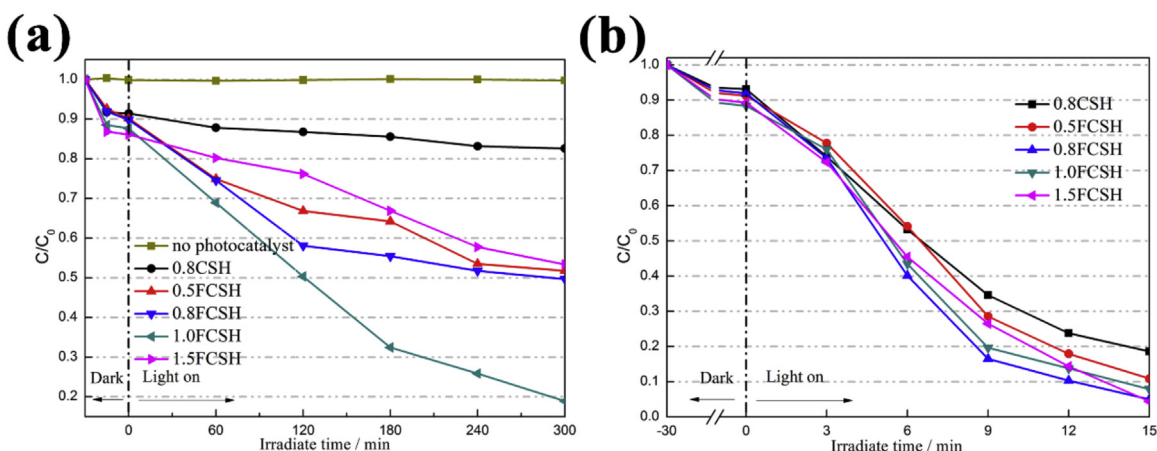 (a)
1.0
0.9
0.8
0.7
0.6
0.5
0.4
0.3
0.2
C/C0
no photocatalyst
0.8CSH
0.5FCSH
0.8FCSH
1.0FCSH
1.5FCSH
Dark
Light on
0 60 120 180 240 300
Irradiate time / min
(b)
1.0
0.9
0.8
0.7
0.6
0.5
0.4
0.3
0.2
0.1
0.0
C/C0
0.8CSH
0.5FCSH
0.8FCSH
1.0FCSH
1.5FCSH
Dark
Light on
-30 0 3 6 9 12 15
Irradiate time / min